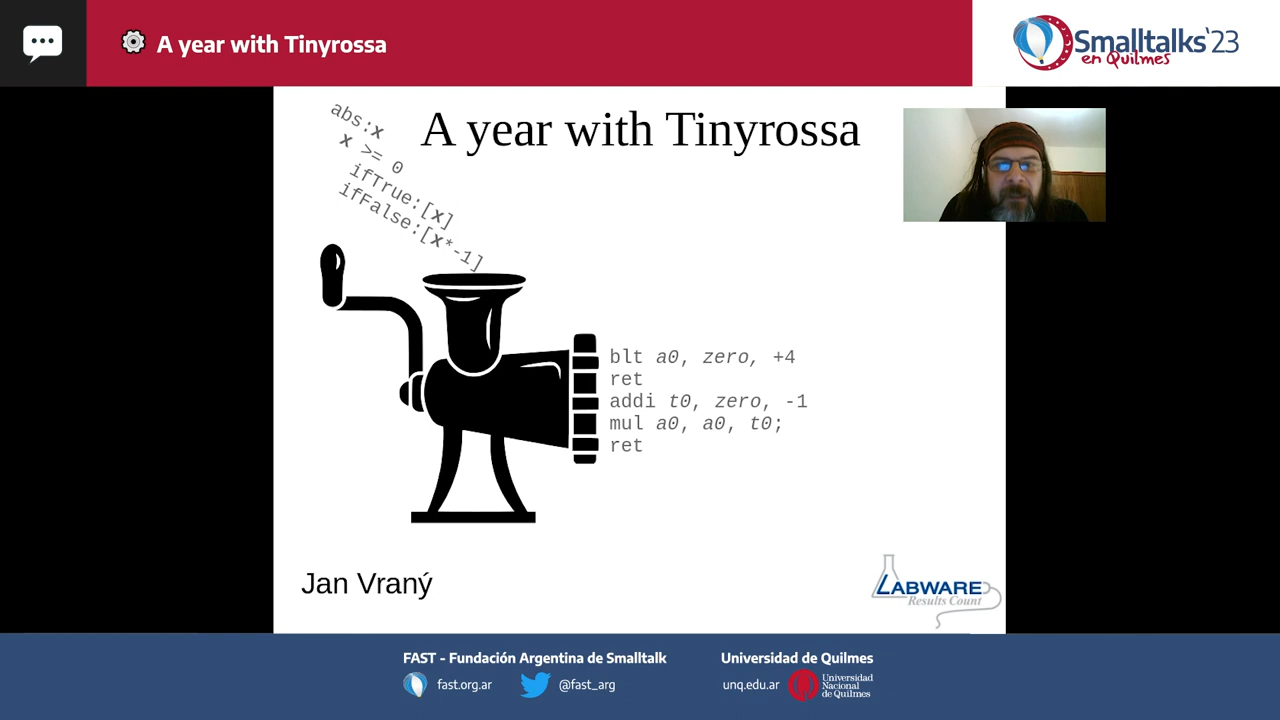 A year with Tinyrossa
Smalltalks'23
en Quilmes
A year with Tinyrossa
abs:x
x >= 0
ifTrue:[x]
ifFalse:[x*-1]
blt a0, zero, +4
ret
addi t0, zero, -1
mul a0, a0, t0;
ret
Jan Vraný
LABWARE
Results Count
FAST - Fundación Argentina de Smalltalk
fast.org.ar
@fast_arg
Universidad de Quilmes
unq.edu.ar
Universidad
Nacional
de Quilmes